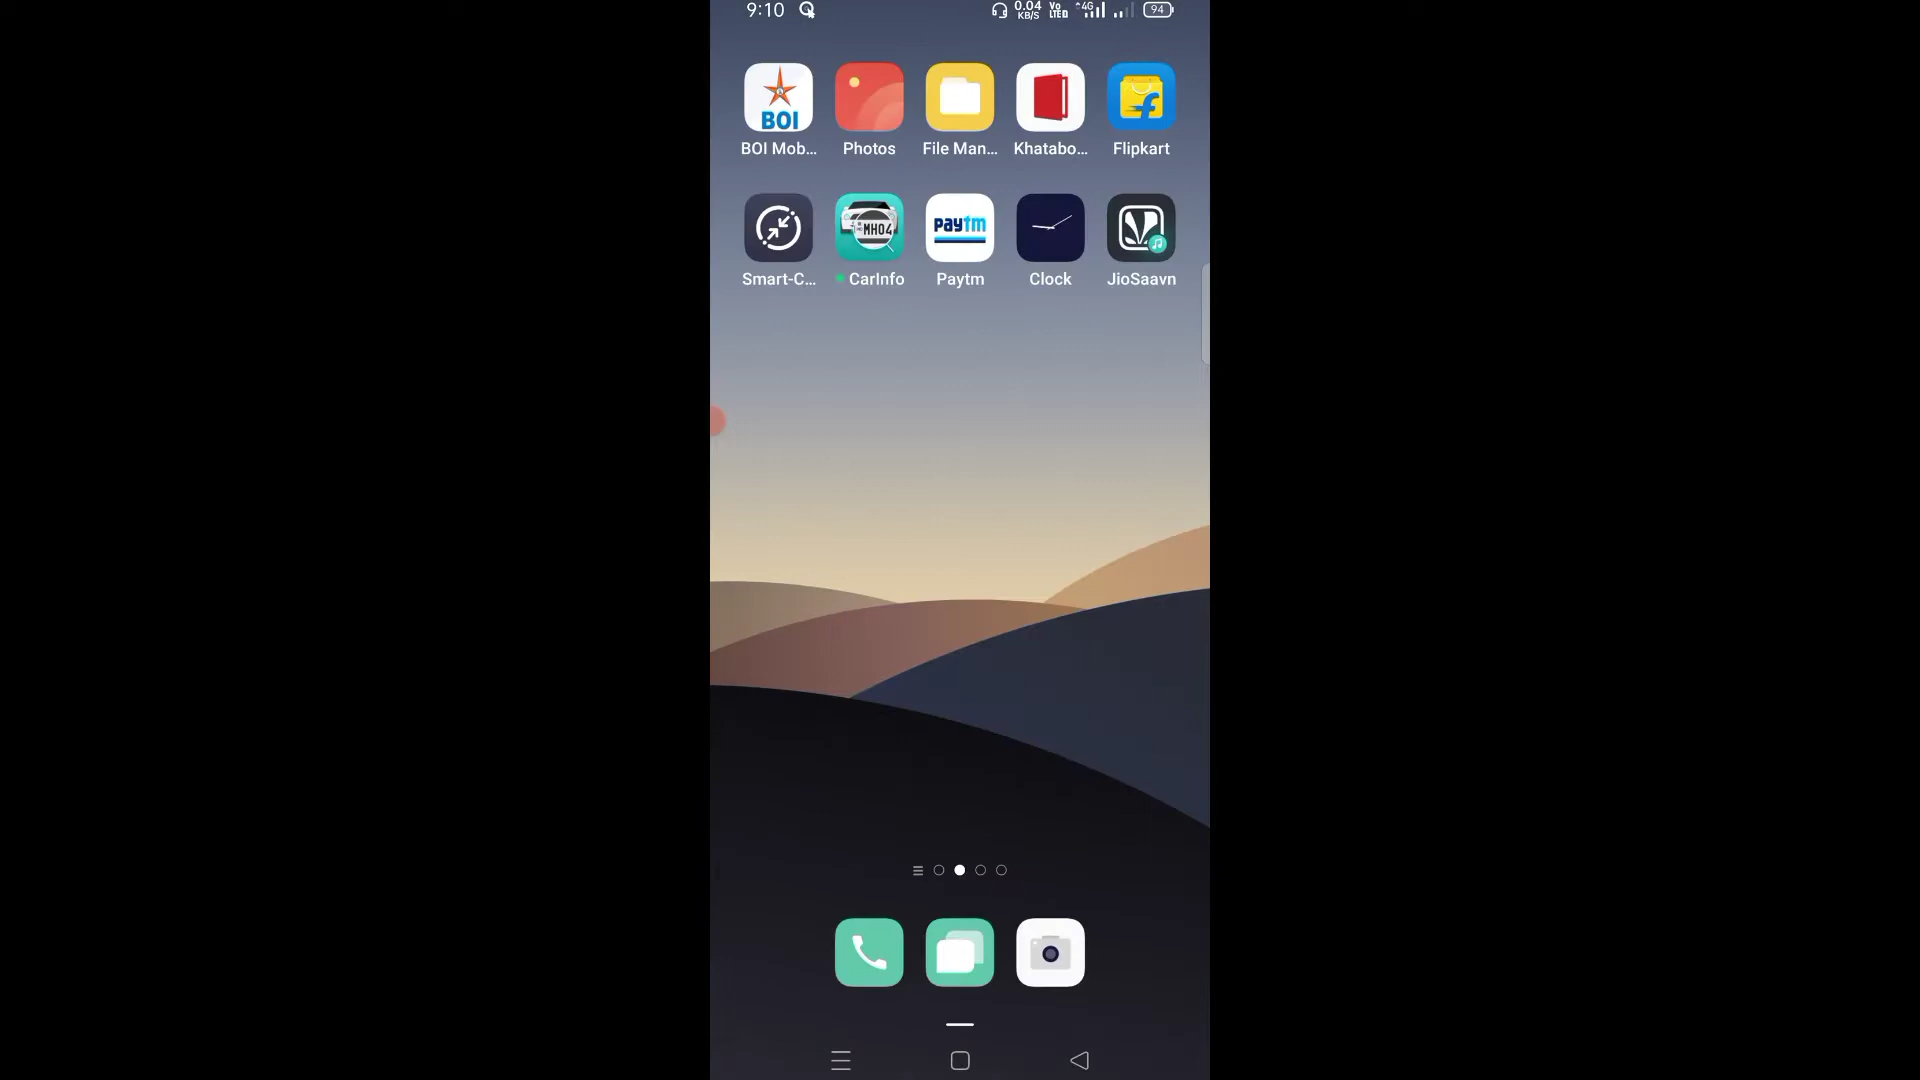 9:10 0.04 KB/S Vo LTE 4G 94
BOI
BOI Mob... Photos File Man... Khatabo... Flipkart
MH04 paytm
Smart-C... CarInfo Paytm Clock JioSaavn